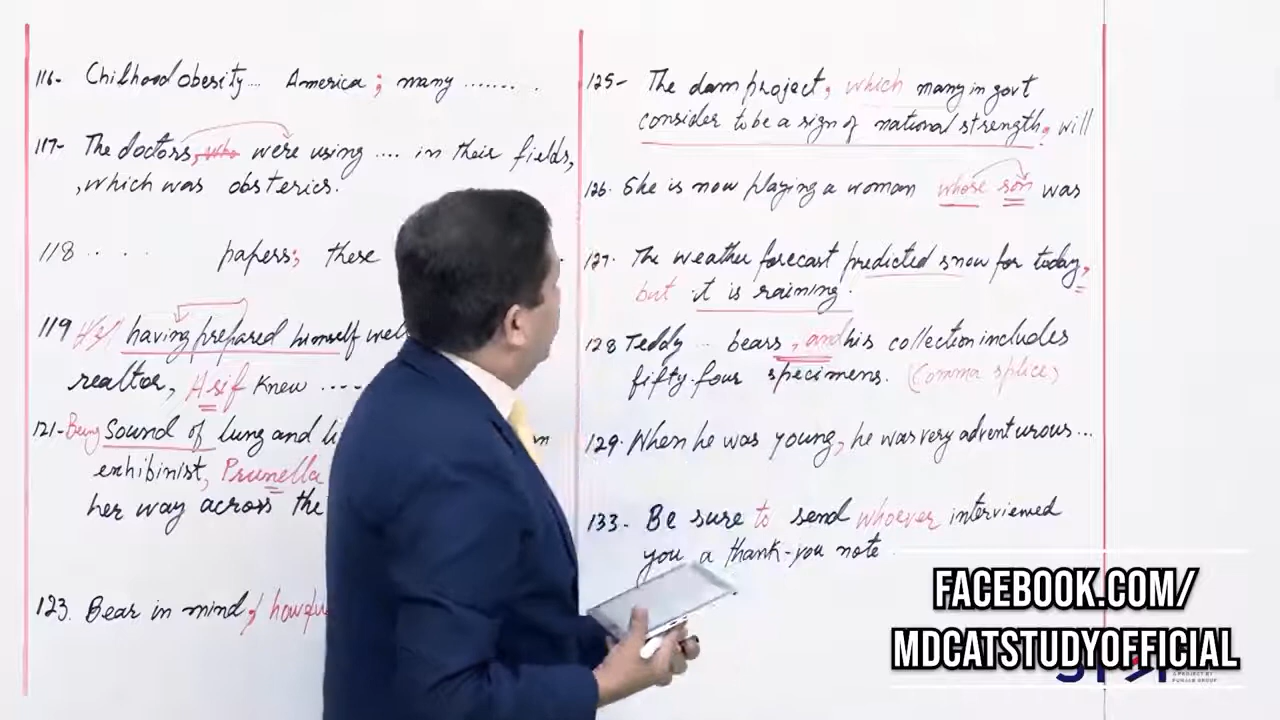 116- Chilhood obesity.... America ; many ....... .
117- The doctors, who were using .... in their fields,
, which was obsterics.
118 . . . . papers; these
119 having prepared himself well
realtor, Asif Knew ....
121- Being Sound of lung and
exhibinist, Prunella
her way across the
123. Bear in mind ;
125- The dam project, which many in govt
consider to be a sign of national strength, will
126. She is now playing a woman whose son was
127. The weather forecast predicted snow for today,
but it is raining.
128 Teddy ... bears , and his collection includes
fifty-four specimens. (Comma splice)
129. When he was young, he was very adventurous...
133- Be sure to send whoever interviewed
you a thank-you note
FACEBOOK.COM/
MDCATSTUDYOFFICIAL
A PROJECT BY
PUNJAB GROUP